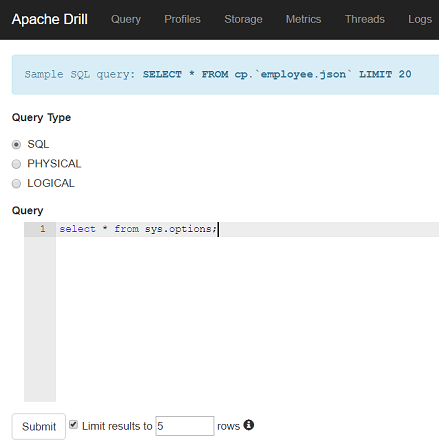 Apache Drill Query Profiles Storage Metrics Threads Logs
Sample SQL query: SELECT * FROM cp.`employee.json` LIMIT 20
Query Type
SQL
PHYSICAL
LOGICAL
Query
1 select * from sys.options;
Submit Limit results to 5 rows